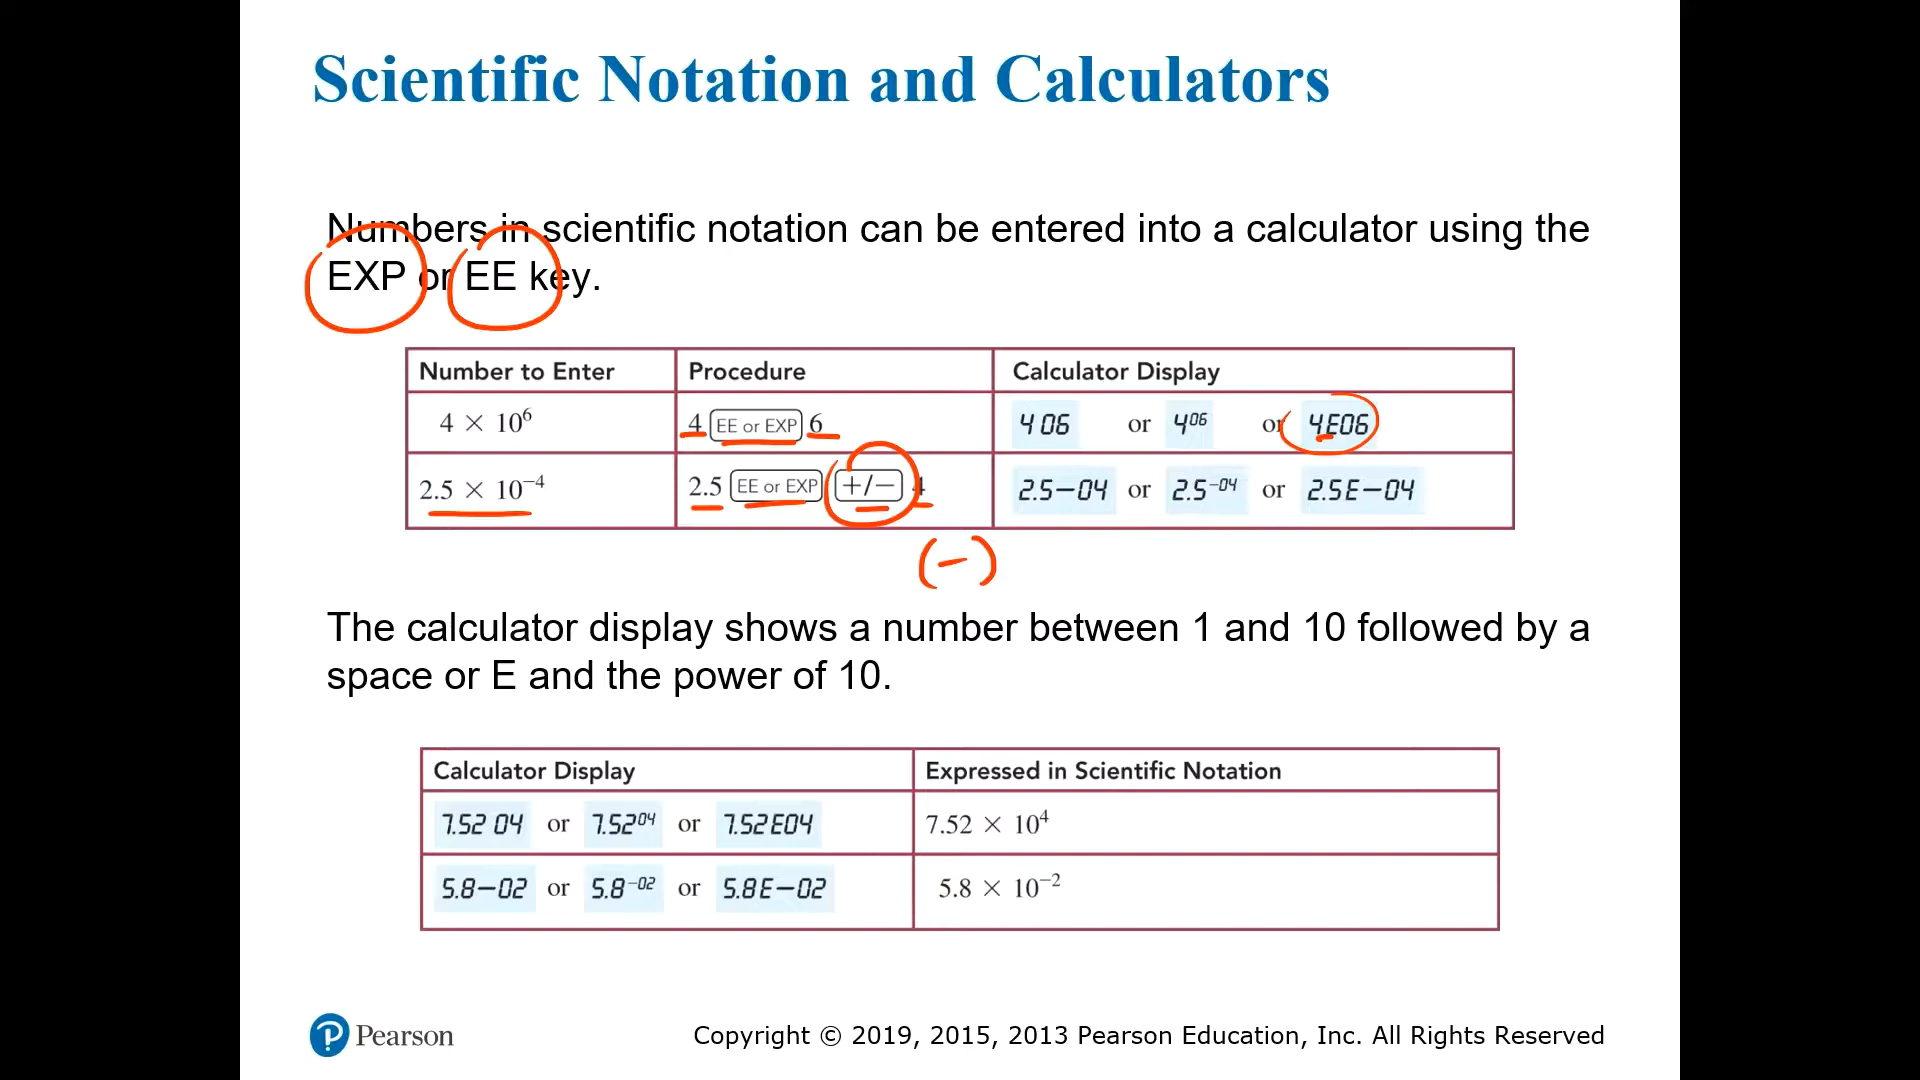 Scientific Notation and Calculators
Numbers in scientific notation can be entered into a calculator using the
EXP or EE key.
Number to Enter Procedure Calculator Display
4 × 10⁶ 4 EE or EXP 6 4 06 or 4⁰⁶ or 4E06
2.5 × 10⁻⁴ 2.5 EE or EXP +/− 4 2.5−04 or 2.5⁻⁰⁴ or 2.5E−04
(−)
The calculator display shows a number between 1 and 10 followed by a
space or E and the power of 10.
Calculator Display Expressed in Scientific Notation
7.52 04 or 7.52⁰⁴ or 7.52E04 7.52 × 10⁴
5.8−02 or 5.8⁻⁰² or 5.8E−02 5.8 × 10⁻²
P Pearson Copyright © 2019, 2015, 2013 Pearson Education, Inc. All Rights Reserved